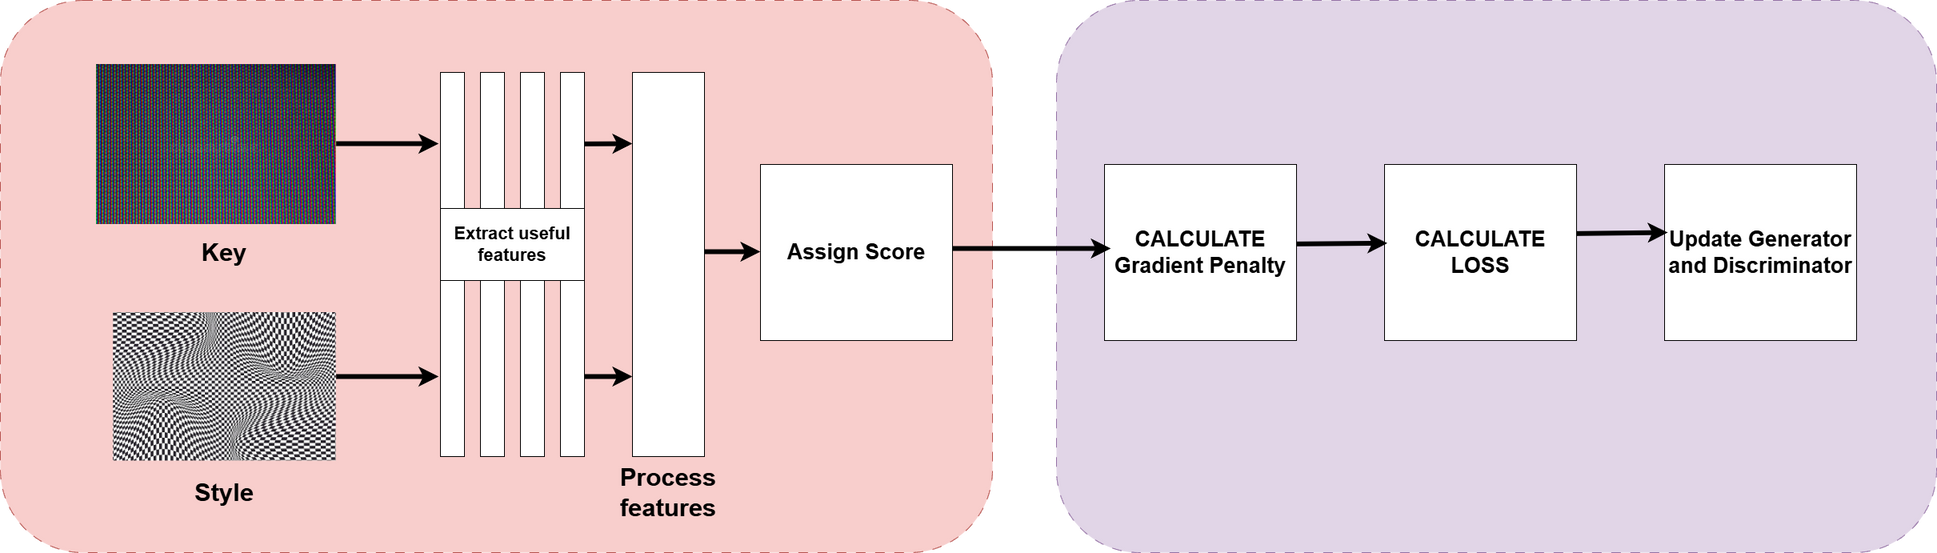 Key
Style
Extract useful
features
Process
features
Assign Score
CALCULATE
Gradient Penalty
CALCULATE
LOSS
Update Generator
and Discriminator